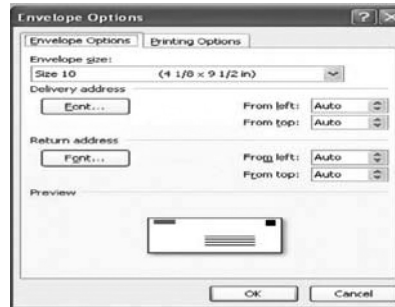 Envelope Options
Envelope Options Printing Options
Envelope size:
Size 10 (4 1/8 x 9 1/2 in)
Delivery address
Font... From left: Auto
From top: Auto
Return address
Font... From left: Auto
From top: Auto
Preview
OK Cancel